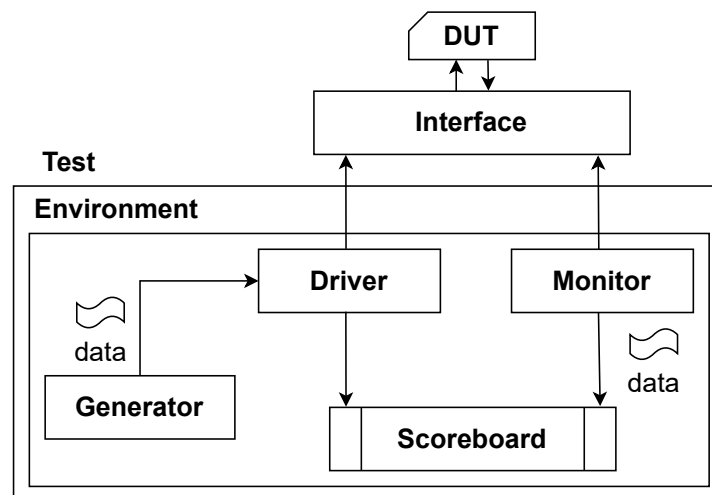 DUT
Interface
Test
Environment
Driver
Monitor
data
data
Generator
Scoreboard